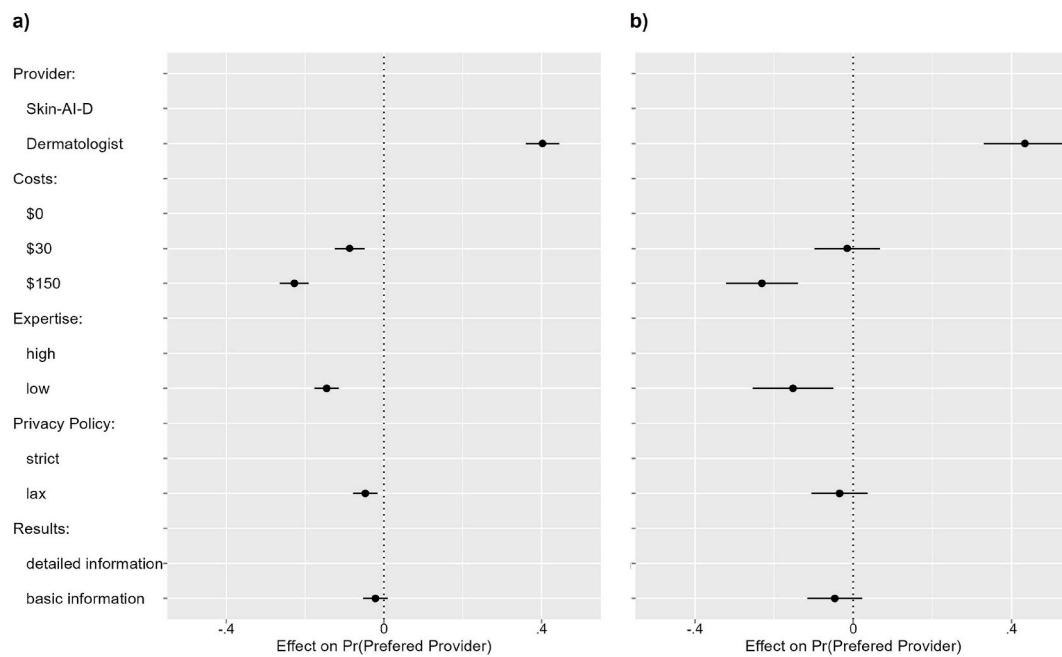 a)
b)
Provider:
Skin-AI-D
Dermatologist
Costs:
$0
$30
$150
Expertise:
high
low
Privacy Policy:
strict
lax
Results:
detailed information
basic information
-.4 0 .4
Effect on Pr(Prefered Provider)
-.4 0 .4
Effect on Pr(Prefered Provider)